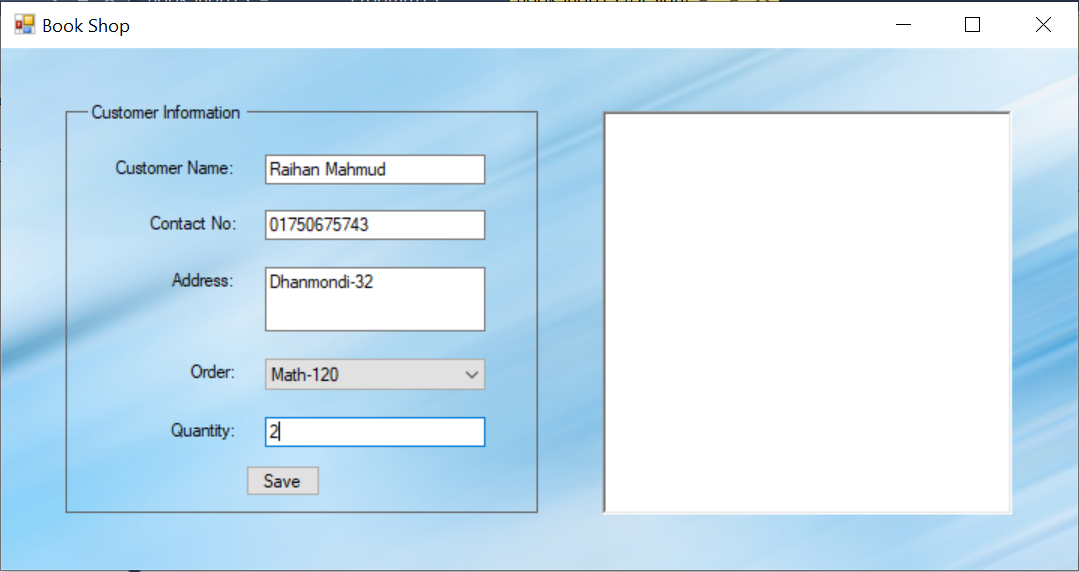 Book Shop
Customer Information
Customer Name: Raihan Mahmud
Contact No: 01750675743
Address: Dhanmondi-32
Order: Math-120
Quantity: 2
Save